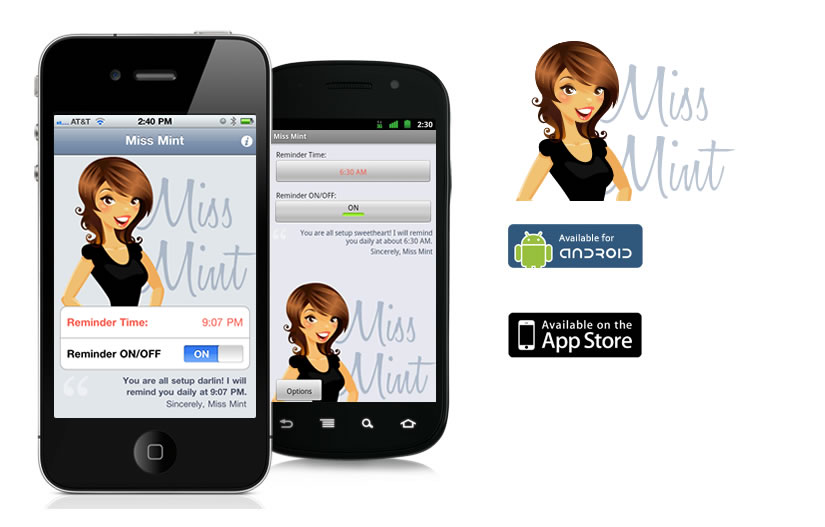 AT&T
2:40 PM
Miss Mint
Miss
Mint
Reminder Time:
9:07 PM
Reminder ON/OFF
ON
You are all setup darlin! I will
remind you daily at 9:07 PM.
Sincerely, Miss Mint
2:30
Miss Mint
Reminder Time:
6:30 AM
Reminder ON/OFF:
ON
You are all setup sweetheart! I will remind
you daily at about 6:30 AM.
Sincerely, Miss Mint
Miss
Mint
Options
Miss
Mint
Available for
ANDROID
Available on the
App Store